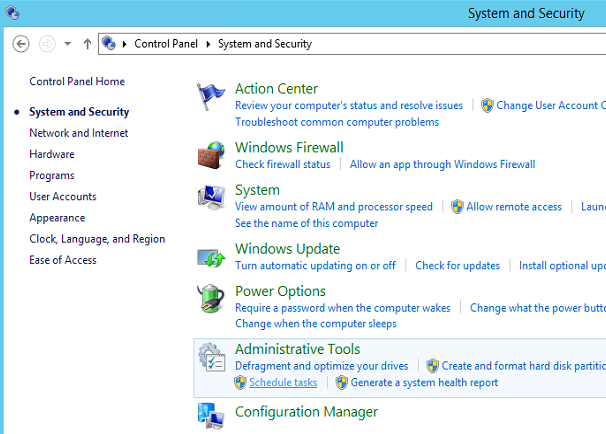 System and Security
Control Panel System and Security
Control Panel Home
System and Security
Network and Internet
Hardware
Programs
User Accounts
Appearance
Clock, Language, and Region
Ease of Access
Action Center
Review your computer's status and resolve issues Change User Account C
Troubleshoot common computer problems
Windows Firewall
Check firewall status Allow an app through Windows Firewall
System
View amount of RAM and processor speed Allow remote access Laun
See the name of this computer
Windows Update
Turn automatic updating on or off Check for updates Install optional up
Power Options
Require a password when the computer wakes Change what the power butt
Change when the computer sleeps
Administrative Tools
Defragment and optimize your drives Create and format hard disk partitio
Schedule tasks Generate a system health report
Configuration Manager